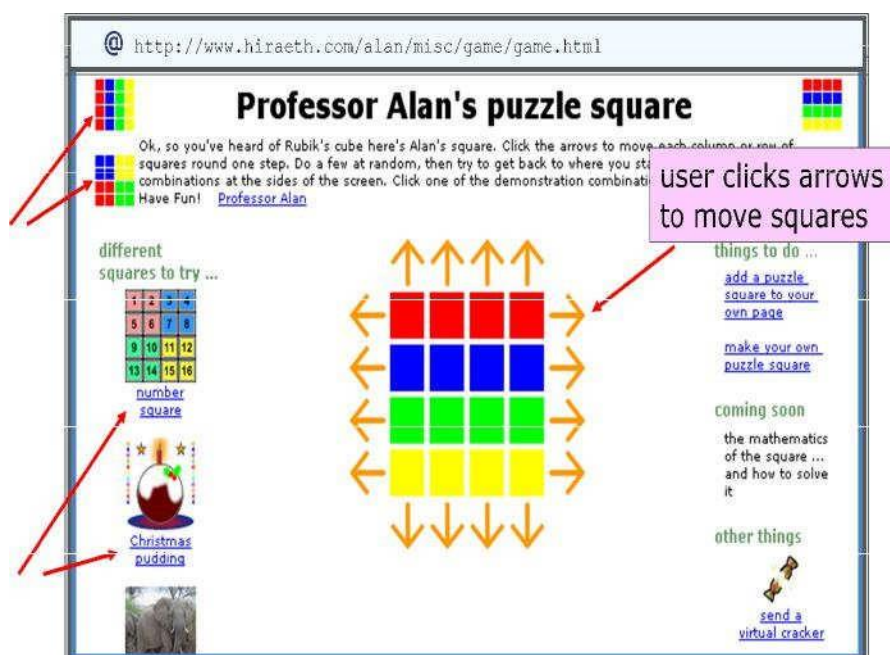 @ http://www.hiraeth.com/alan/misc/game/game.html
Professor Alan's puzzle square
Ok, so you've heard of Rubik's cube here's Alan's square. Click the arrows to move each column or row of
squares round one step. Do a few at random, then try to get back to where you
combinations at the sides of the screen. Click one of the demonstration
Have Fun! Professor Alan
user clicks arrows
to move squares
different
squares to try ...
1 2 3 4
5 6 7 8
9 10 11 12
13 14 15 16
number
square
Christmas
pudding
things to do ...
add a puzzle
square to your
own page
make your own
puzzle square
coming soon
the mathematics
of the square ...
and how to solve
it
other things
send a
virtual cracker